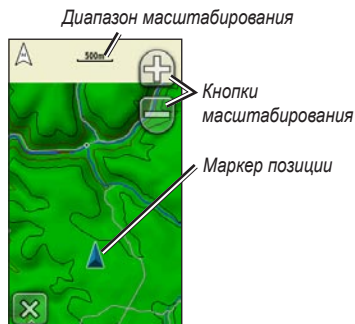 Диапазон масштабирования
500m
Кнопки
масштабирования
Маркер позиции